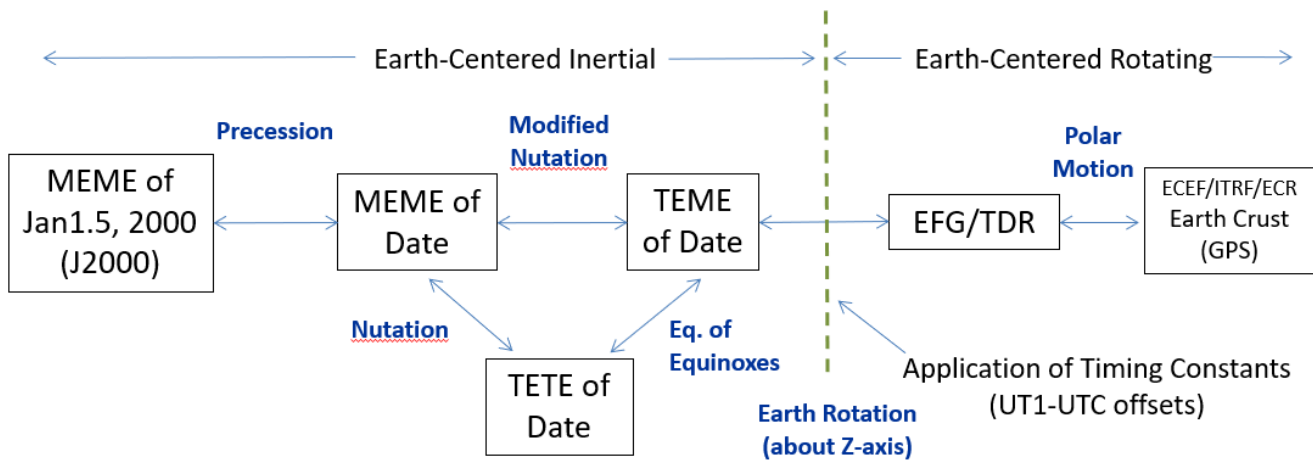 Earth-Centered Inertial
Earth-Centered Rotating
Precession
Modified
Nutation
Polar
Motion
MEME of
Jan1.5, 2000
(J2000)
MEME of
Date
TEME
of Date
EFG/TDR
ECEF/ITRF/ECR
Earth Crust
(GPS)
Nutation
Eq. of
Equinoxes
TETE of
Date
Application of Timing Constants
(UT1-UTC offsets)
Earth Rotation
(about Z-axis)